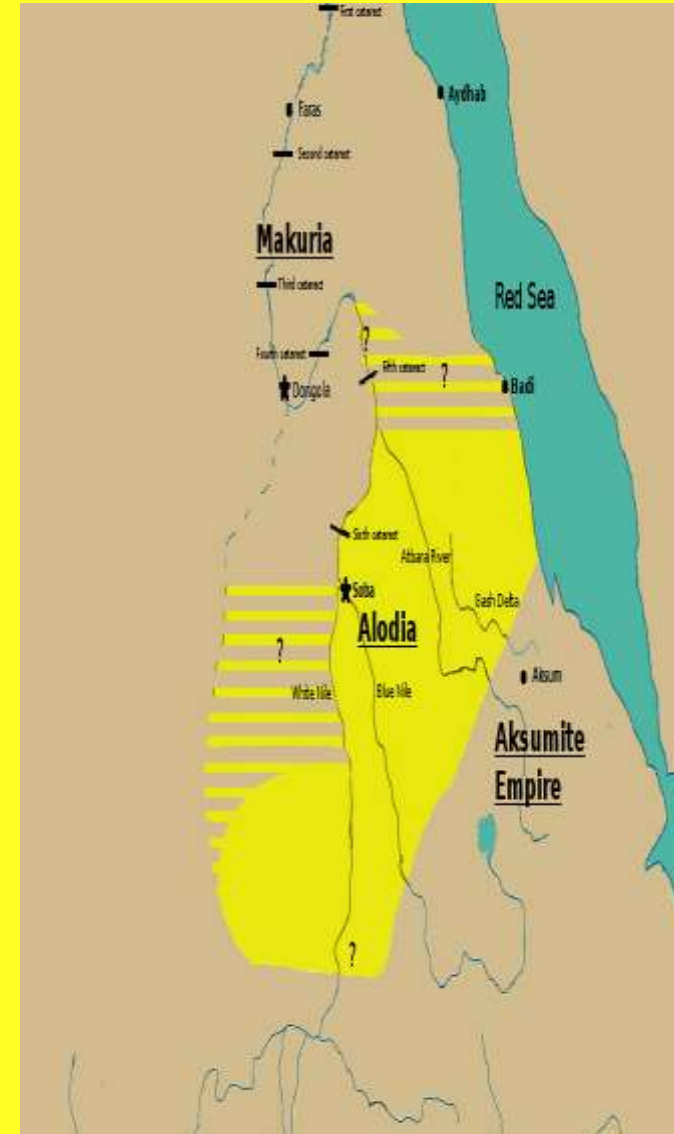 First cataract
Aydhab
Faras
Second cataract
Makuria
Third cataract
Red Sea
?
Fourth cataract
Fifth cataract
?
Dongola
Badi
Sixth cataract
Atbara River
Soba
Gash Delta
Alodia
?
Aksum
White Nile
Blue Nile
Aksumite
Empire
?